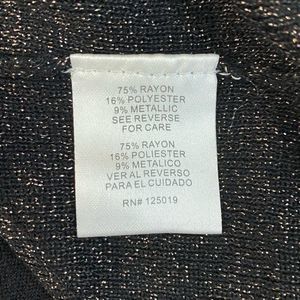 75% RAYON
16% POLYESTER
9% METALLIC
SEE REVERSE
FOR CARE
75% RAYON
16% POLIESTER
9% METALICO
VER AL REVERSO
PARA EL CUIDADO
RN# 125019